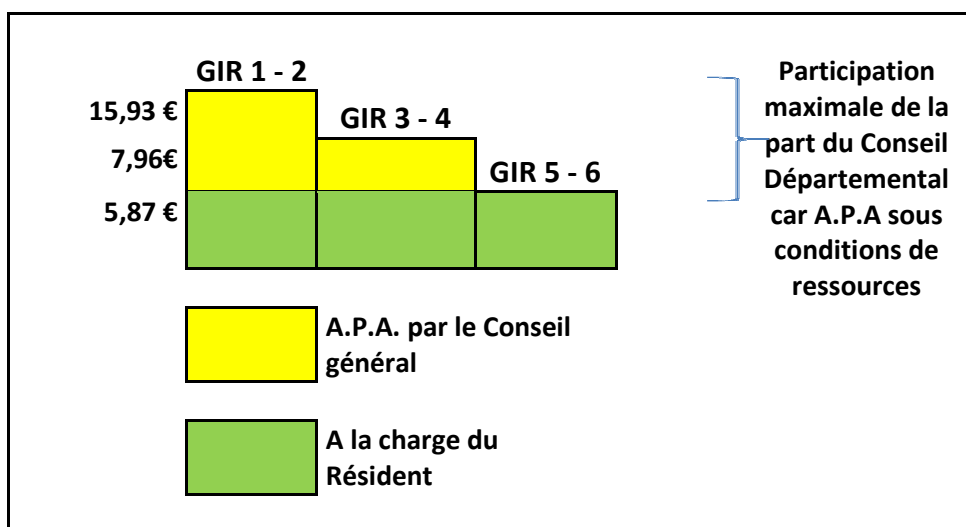 GIR 1 - 2
15,93 €
GIR 3 - 4
7,96€
GIR 5 - 6
5,87 €
Participation
maximale de la
part du Conseil
Départemental
car A.P.A sous
conditions de
ressources
A.P.A. par le Conseil
général
A la charge du
Résident